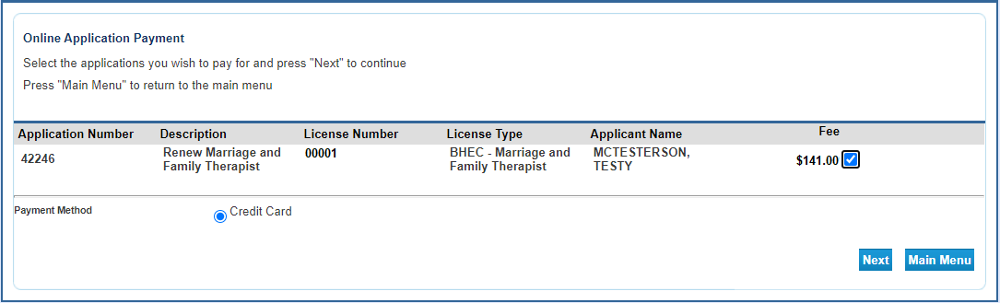 Online Application Payment
Select the applications you wish to pay for and press "Next" to continue
Press "Main Menu" to return to the main menu
Application Number Description License Number License Type Applicant Name Fee
42246 Renew Marriage and 00001 BHEC - Marriage and MCTESTERSON, $141.00
Family Therapist Family Therapist TESTY
Payment Method Credit Card
Next Main Menu